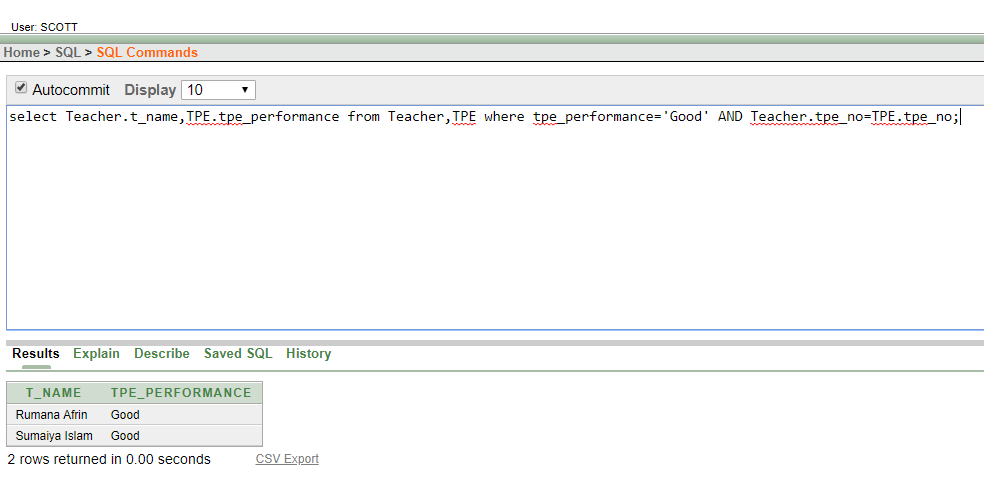 User: SCOTT
Home > SQL > SQL Commands
Autocommit Display 10
select Teacher.t_name,TPE.tpe_performance from Teacher,TPE where tpe_performance='Good' AND Teacher.tpe_no=TPE.tpe_no;
Results Explain Describe Saved SQL History
T_NAME TPE_PERFORMANCE
Rumana Afrin Good
Sumaiya Islam Good
2 rows returned in 0.00 seconds CSV Export